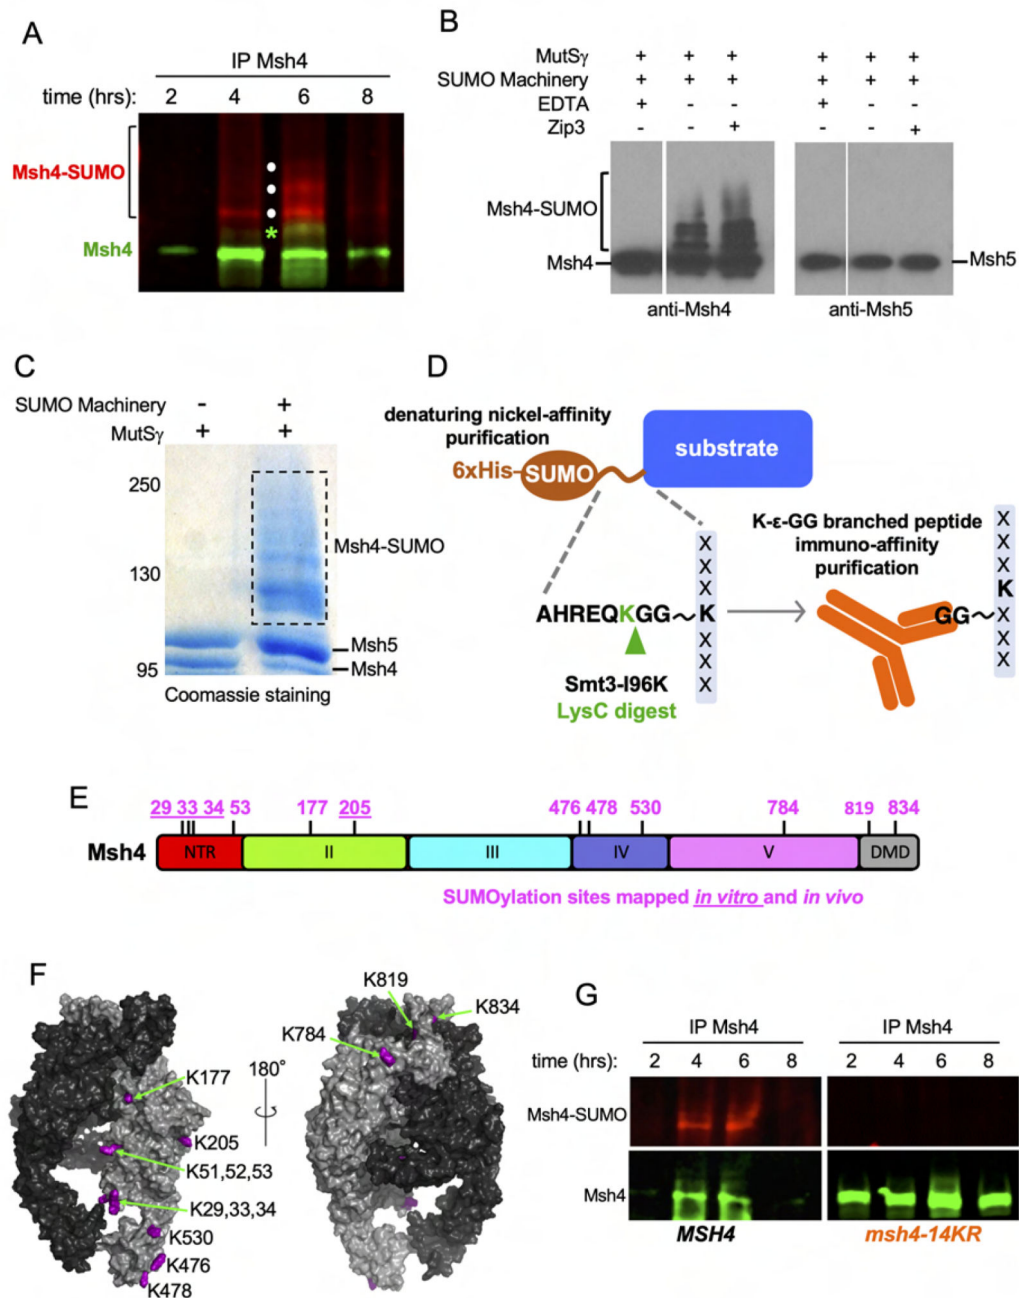 A
IP Msh4
time (hrs): 2 4 6 8
Msh4-SUMO
*
Msh4
B
MutSγ + + + + + +
SUMO Machinery + + + + + +
EDTA + - - + - -
Zip3 - - + - - +
Msh4-SUMO
Msh4
Msh5
anti-Msh4 anti-Msh5
C
SUMO Machinery - +
MutSγ + +
250
130
95
Msh4-SUMO
Msh5
Msh4
Coomassie staining
D
denaturing nickel-affinity
purification
6xHis-SUMO
substrate
X
X
X
AHREQKGG~K
X
X
X
Smt3-I96K
LysC digest
K-ε-GG branched peptide
immuno-affinity
purification
X
X
X
K
GG~X
X
X
E
29 33 34 53 177 205 476 478 530 784 819 834
Msh4 NTR II III IV V DMD
SUMOylation sites mapped in vitro and in vivo
F
K177
K205
K51,52,53
K29,33,34
K530
K476
K478
180°
K819
K834
K784
G
IP Msh4 IP Msh4
time (hrs): 2 4 6 8 2 4 6 8
Msh4-SUMO
Msh4
MSH4 msh4-14KR